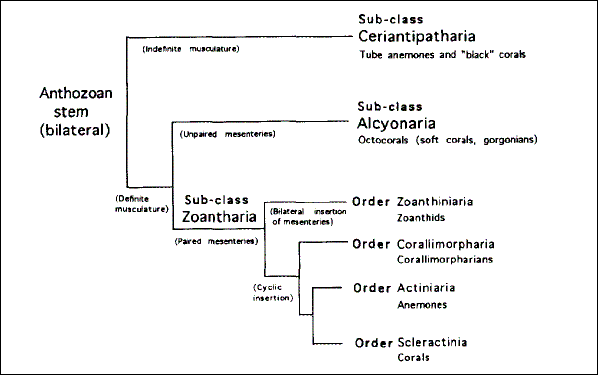 Sub-class
Ceriantipatharia
(Indefinite musculature)
Tube anemones and "black" corals
Anthozoan
stem
(bilateral)
Sub-class
Alcyonaria
(Unpaired mesenteries)
Octocorals (soft corals, gorgonians)
(Definite
musculature)
Sub-class
Zoantharia
(Paired mesenteries)
(Bilateral insertion
of mesenteries)
Order Zoanthiniaria
Zoanthids
Order Corallimorpharia
Corallimorpharians
(Cyclic
insertion)
Order Actiniaria
Anemones
Order Scleractinia
Corals